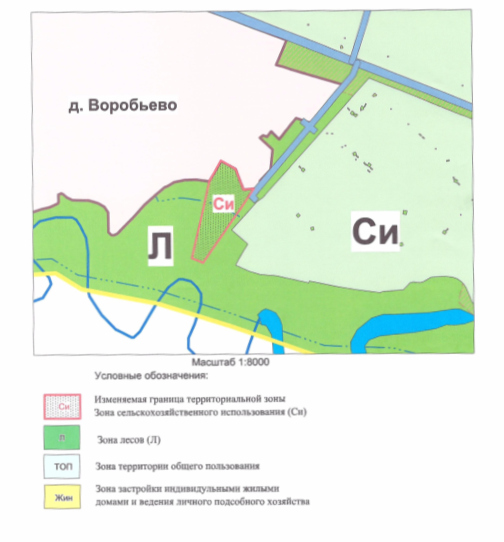 д. Воробьево
Си
Л
Си
Масштаб 1:8000
Условные обозначения:
Си
Изменяемая граница территориальной зоны
Зона сельскохозяйственного использования (Си)
Л
Зона лесов (Л)
ТОП
Зона территории общего пользования
Жин
Зона застройки индивидульными жилыми
домами и ведения личного подсобного хозяйства